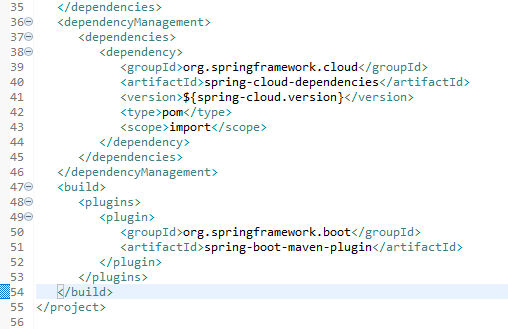 35 </dependencies>
36 <dependencyManagement>
37 <dependencies>
38 <dependency>
39 <groupId>org.springframework.cloud</groupId>
40 <artifactId>spring-cloud-dependencies</artifactId>
41 <version>${spring-cloud.version}</version>
42 <type>pom</type>
43 <scope>import</scope>
44 </dependency>
45 </dependencies>
46 </dependencyManagement>
47 <build>
48 <plugins>
49 <plugin>
50 <groupId>org.springframework.boot</groupId>
51 <artifactId>spring-boot-maven-plugin</artifactId>
52 </plugin>
53 </plugins>
54 </build>
55 </project>
56